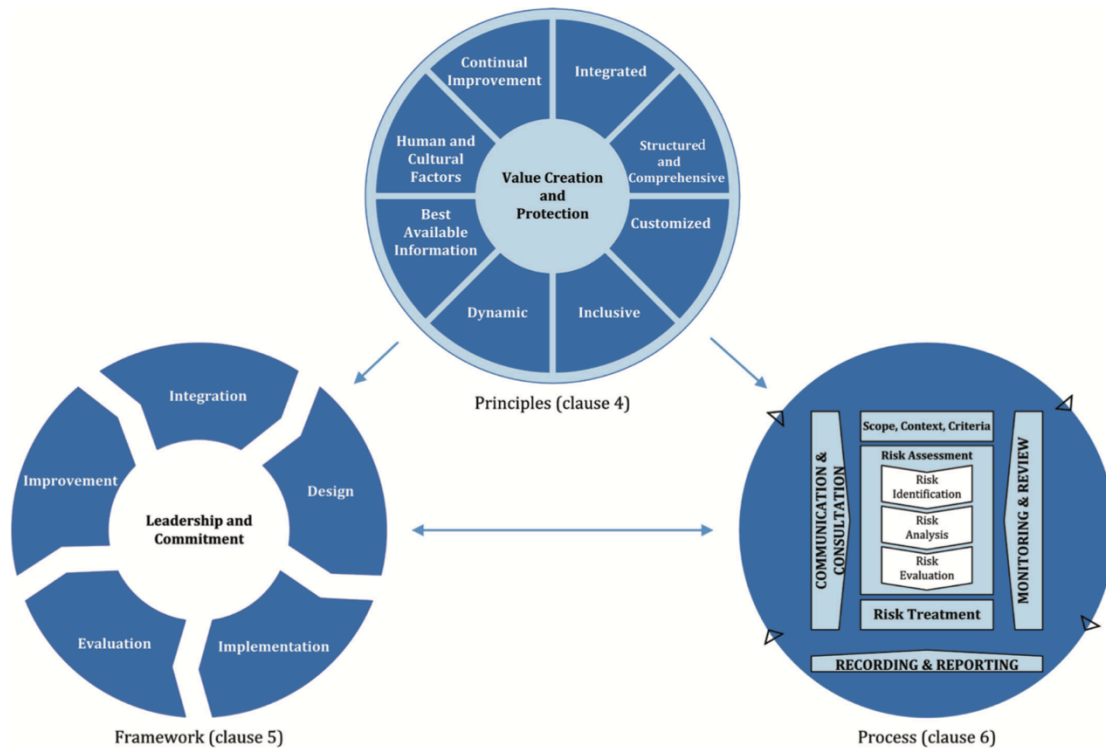 Continual
Improvement
Integrated
Human and
Cultural
Factors
Structured
and
Comprehensive
Value Creation
and
Protection
Best
Available
Information
Customized
Dynamic
Inclusive
Principles (clause 4)
Integration
Improvement
Design
Leadership and
Commitment
Evaluation
Implementation
Framework (clause 5)
Scope, Context, Criteria
COMMUNICATION &
CONSULTATION
Risk Assessment
Risk
Identification
Risk
Analysis
Risk
Evaluation
MONITORING & REVIEW
Risk Treatment
RECORDING & REPORTING
Process (clause 6)